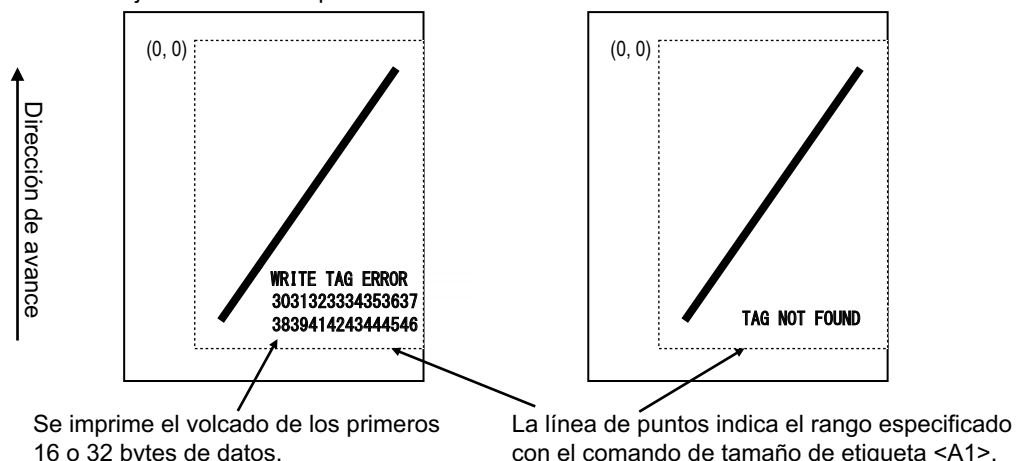 (0, 0)
(0, 0)
Dirección de avance
WRITE TAG ERROR
3031323334353637
3839414243444546
TAG NOT FOUND
Se imprime el volcado de los primeros
16 o 32 bytes de datos.
La línea de puntos indica el rango especificado
con el comando de tamaño de etiqueta <A1>.